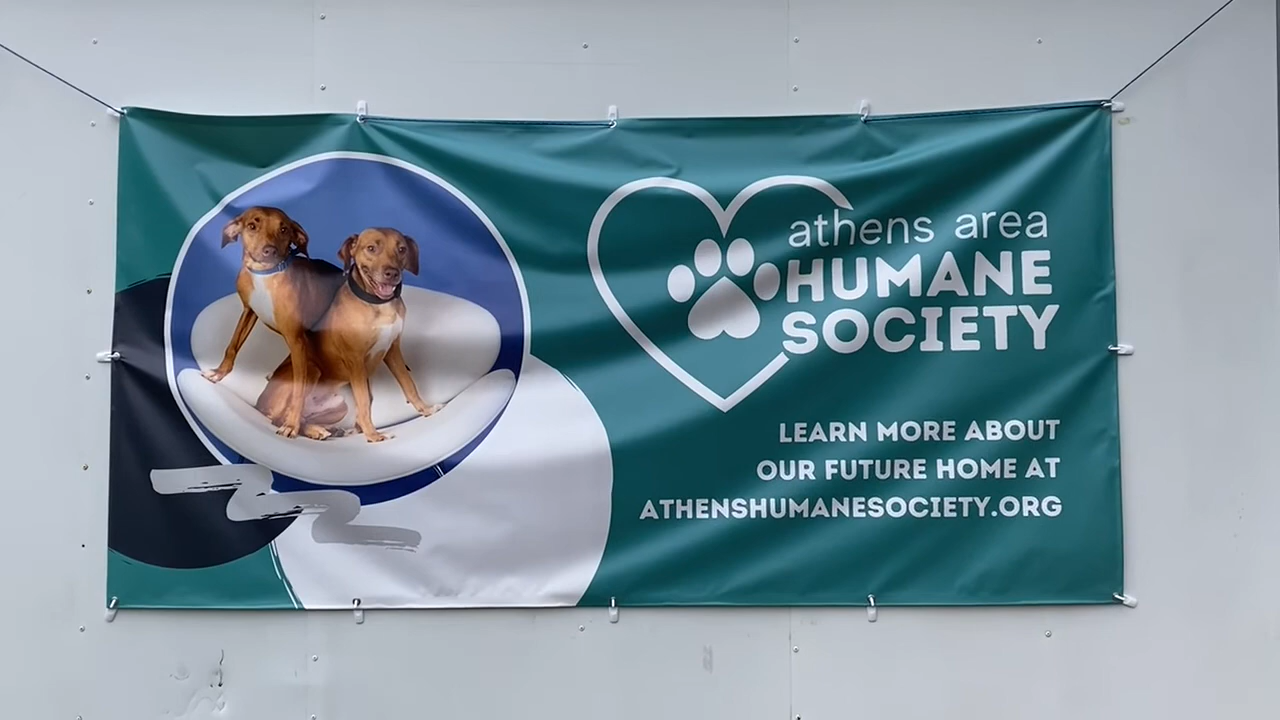 athens area
HUMANE
SOCIETY
LEARN MORE ABOUT
OUR FUTURE HOME AT
ATHENSHUMANESOCIETY.ORG